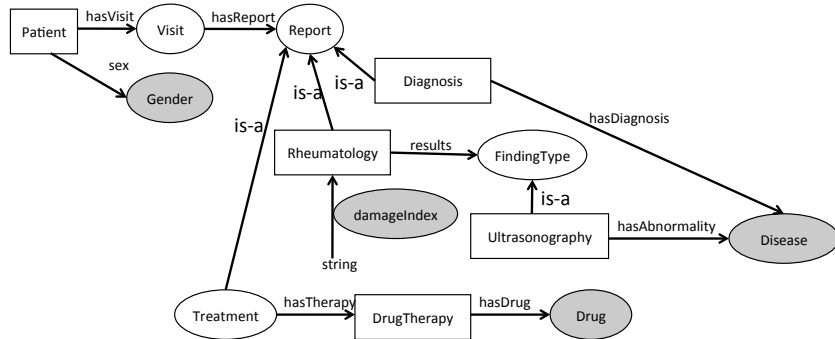 Patient
hasVisit
Visit
hasReport
Report
sex
Gender
is-a
is-a
is-a
Diagnosis
hasDiagnosis
Rheumatology
results
FindingType
damageIndex
is-a
Ultrasonography
hasAbnormality
Disease
string
Treatment
hasTherapy
DrugTherapy
hasDrug
Drug